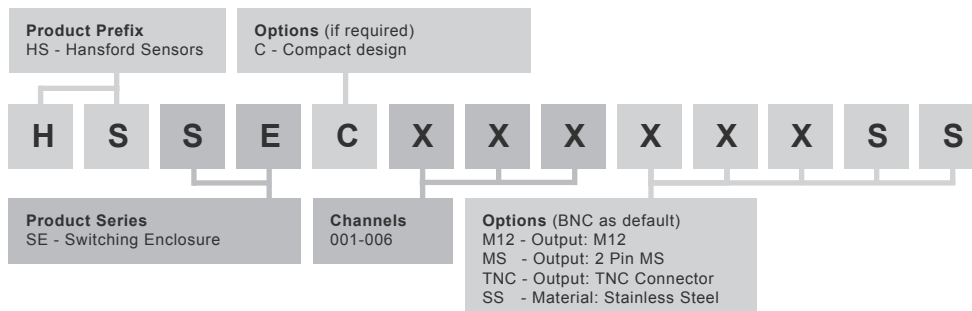 Product Prefix
HS - Hansford Sensors
Options (if required)
C - Compact design
H S S E C X X X X X X S S
Product Series
SE - Switching Enclosure
Channels
001-006
Options (BNC as default)
M12 - Output: M12
MS - Output: 2 Pin MS
TNC - Output: TNC Connector
SS - Material: Stainless Steel